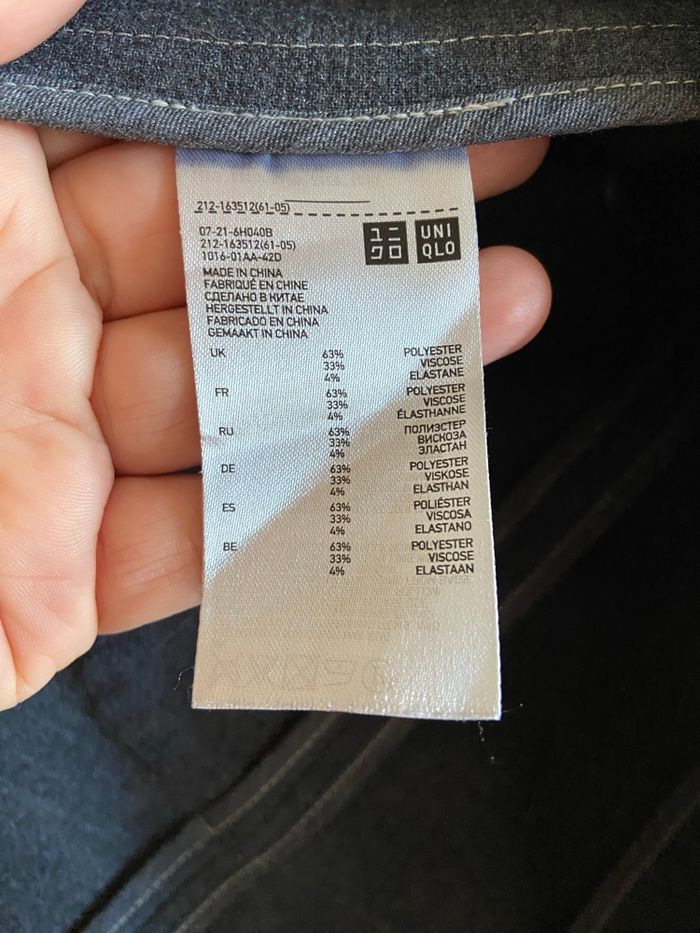 212-163512(61-05)
07-21-6H040B
212-163512(61-05)
1016-01AA-42D
ユニ
クロ
UNI
QLO
MADE IN CHINA
FABRIQUÉ EN CHINE
СДЕЛАНО В КИТАЕ
HERGESTELLT IN CHINA
FABRICADO EN CHINA
GEMAAKT IN CHINA
UK 63% POLYESTER
33% VISCOSE
4% ELASTANE
FR 63% POLYESTER
33% VISCOSE
4% ÉLASTHANNE
RU 63% ПОЛИЭСТЕР
33% ВИСКОЗА
4% ЭЛАСТАН
DE 63% POLYESTER
33% VISKOSE
4% ELASTHAN
ES 63% POLIÉSTER
33% VISCOSA
4% ELASTANO
BE 63% POLYESTER
33% VISCOSE
4% ELASTAAN